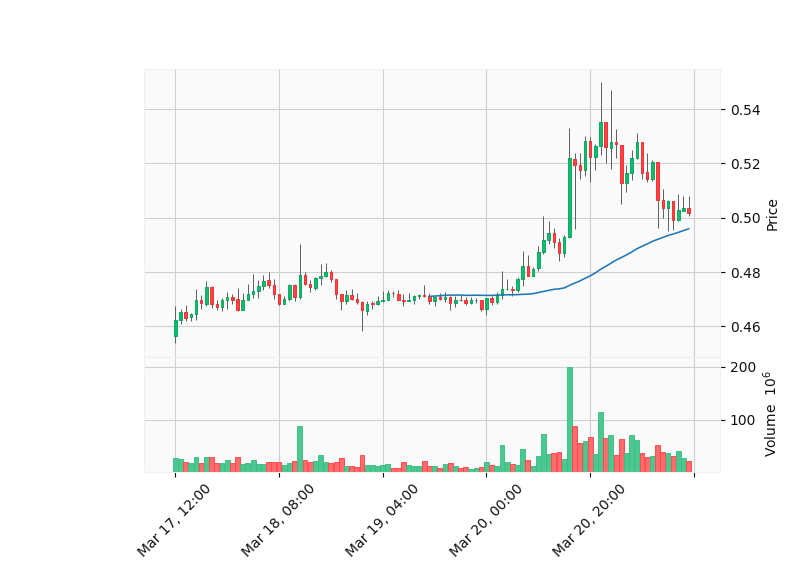 0.54
0.52
0.50
0.48
0.46
Price
200
100
Volume 10^6
Mar 17, 12:00
Mar 18, 08:00
Mar 19, 04:00
Mar 20, 00:00
Mar 20, 20:00